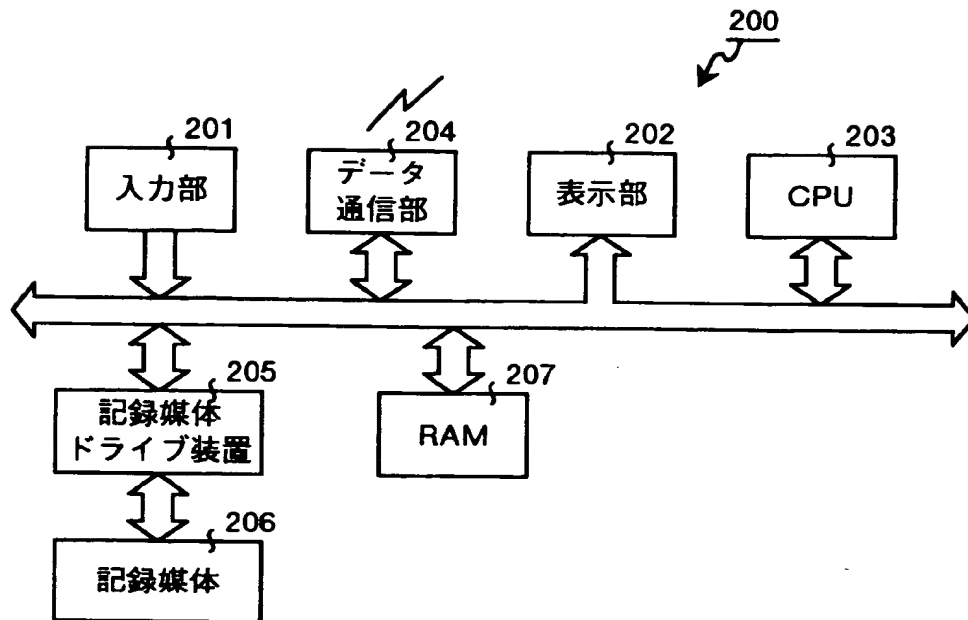 200
201
入力部
204
データ
通信部
202
表示部
203
CPU
205
記録媒体
ドライブ装置
207
RAM
206
記録媒体